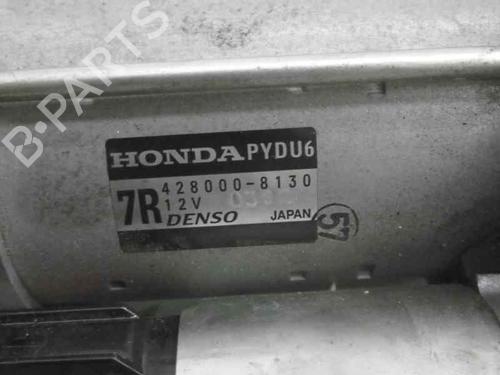 B-PARTS
HONDA PYDU6
7R 428000-8130
12V
DENSO JAPAN 57